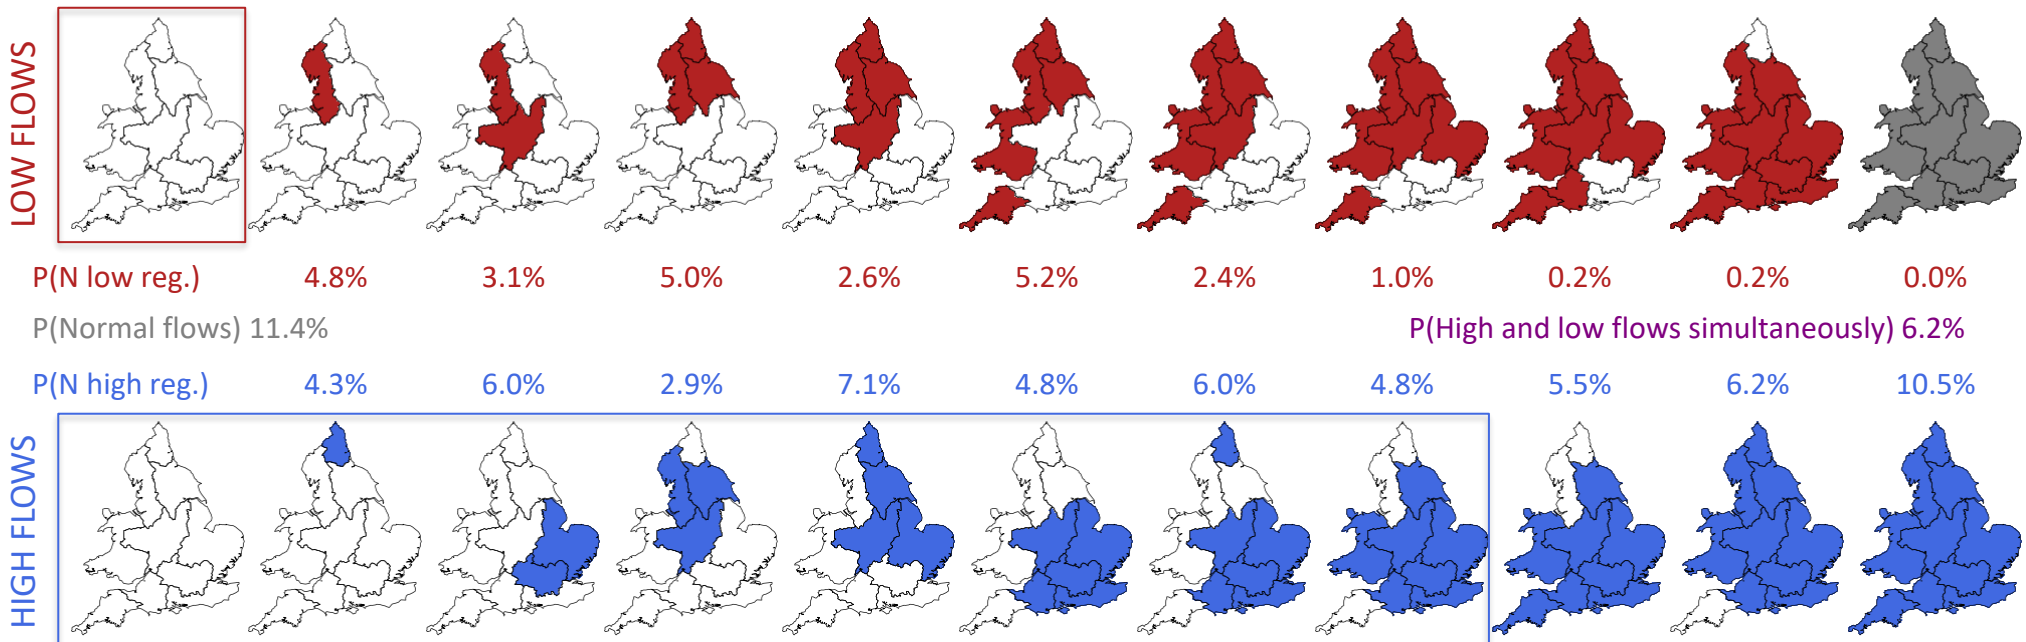 LOW FLOWS
P(N low reg.) 4.8% 3.1% 5.0% 2.6% 5.2% 2.4% 1.0% 0.2% 0.2% 0.0%
P(Normal flows) 11.4% P(High and low flows simultaneously) 6.2%
P(N high reg.) 4.3% 6.0% 2.9% 7.1% 4.8% 6.0% 4.8% 5.5% 6.2% 10.5%
HIGH FLOWS